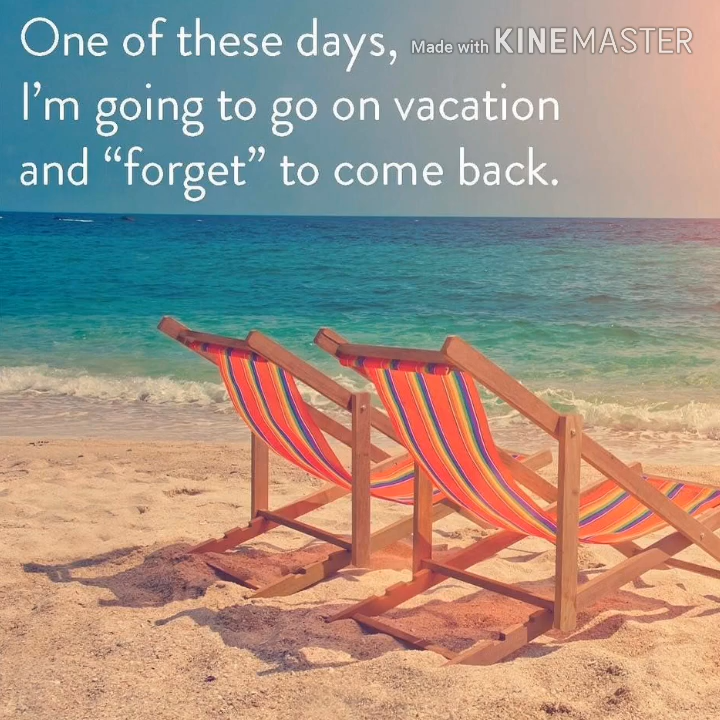 One of these days, Made with KINEMASTER
I'm going to go on vacation
and “forget” to come back.